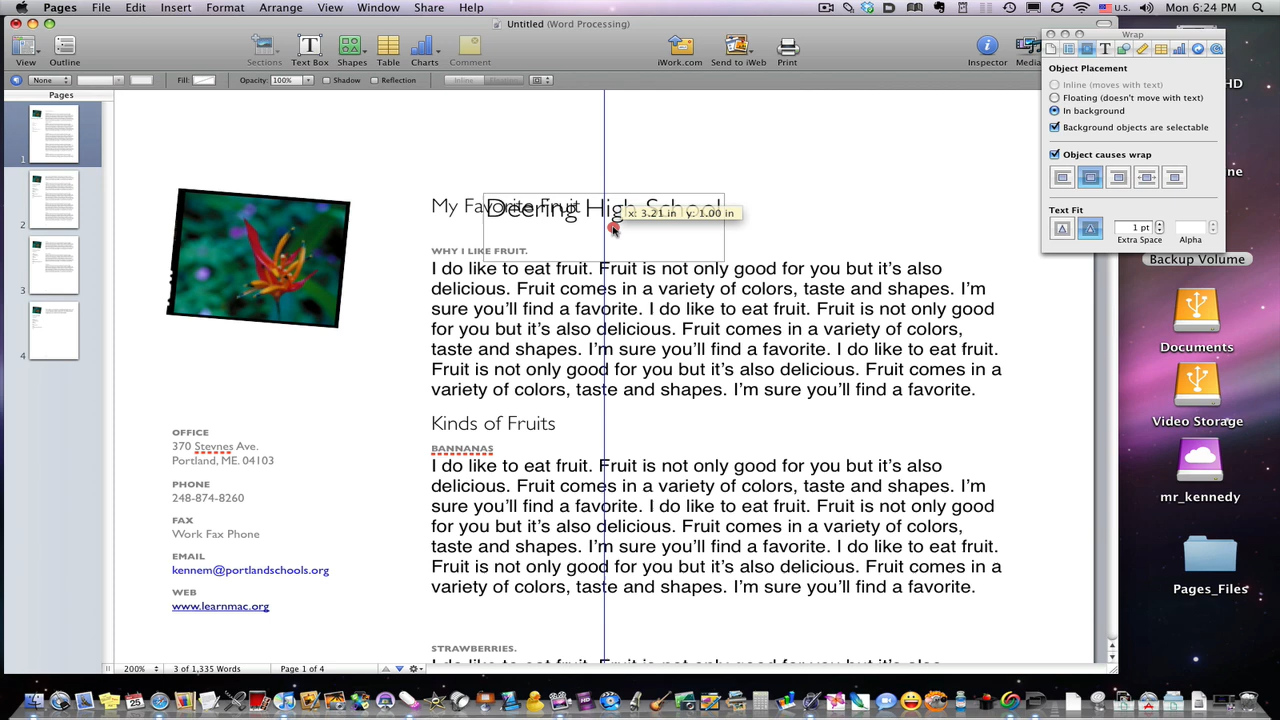 Pages File Edit Insert Format Arrange View Window Share Help
U.S. Mon 6:24 PM
Untitled (Word Processing)
Wrap
View Outline Sections Text Box Shapes Table Charts Comment iWork.com Send to iWeb Print Inspector Media
None Fill: Opacity: 100% Shadow Reflection Inline
Pages
1
2
3
4
Object Placement
Inline (moves with text)
Floating (doesn't move with text)
In background
Background objects are selectable
Object causes wrap
Text Fit
1 pt
Extra Space Alpha
My Favorite Fruit
Deering High School
x: 3.21 in y: 1.00 in
WHY I LIKE FRUIT.
I do like to eat fruit. Fruit is not only good for you but it's also
delicious. Fruit comes in a variety of colors, taste and shapes. I'm
sure you'll find a favorite. I do like to eat fruit. Fruit is not only good
for you but it's also delicious. Fruit comes in a variety of colors,
taste and shapes. I'm sure you'll find a favorite. I do like to eat fruit.
Fruit is not only good for you but it's also delicious. Fruit comes in a
variety of colors, taste and shapes. I'm sure you'll find a favorite.
Kinds of Fruits
BANNANAS
I do like to eat fruit. Fruit is not only good for you but it's also
delicious. Fruit comes in a variety of colors, taste and shapes. I'm
sure you'll find a favorite. I do like to eat fruit. Fruit is not only good
for you but it's also delicious. Fruit comes in a variety of colors,
taste and shapes. I'm sure you'll find a favorite. I do like to eat fruit.
Fruit is not only good for you but it's also delicious. Fruit comes in a
variety of colors, taste and shapes. I'm sure you'll find a favorite.
STRAWBERRIES.
OFFICE
370 Stevnes Ave.
Portland, ME. 04103
PHONE
248-874-8260
FAX
Work Fax Phone
EMAIL
kennem@portlandschools.org
WEB
www.learnmac.org
200% 3 of 1,335 Words Page 1 of 4
HD
Backup Volume
Documents
Video Storage
mr_kennedy
Pages_Files